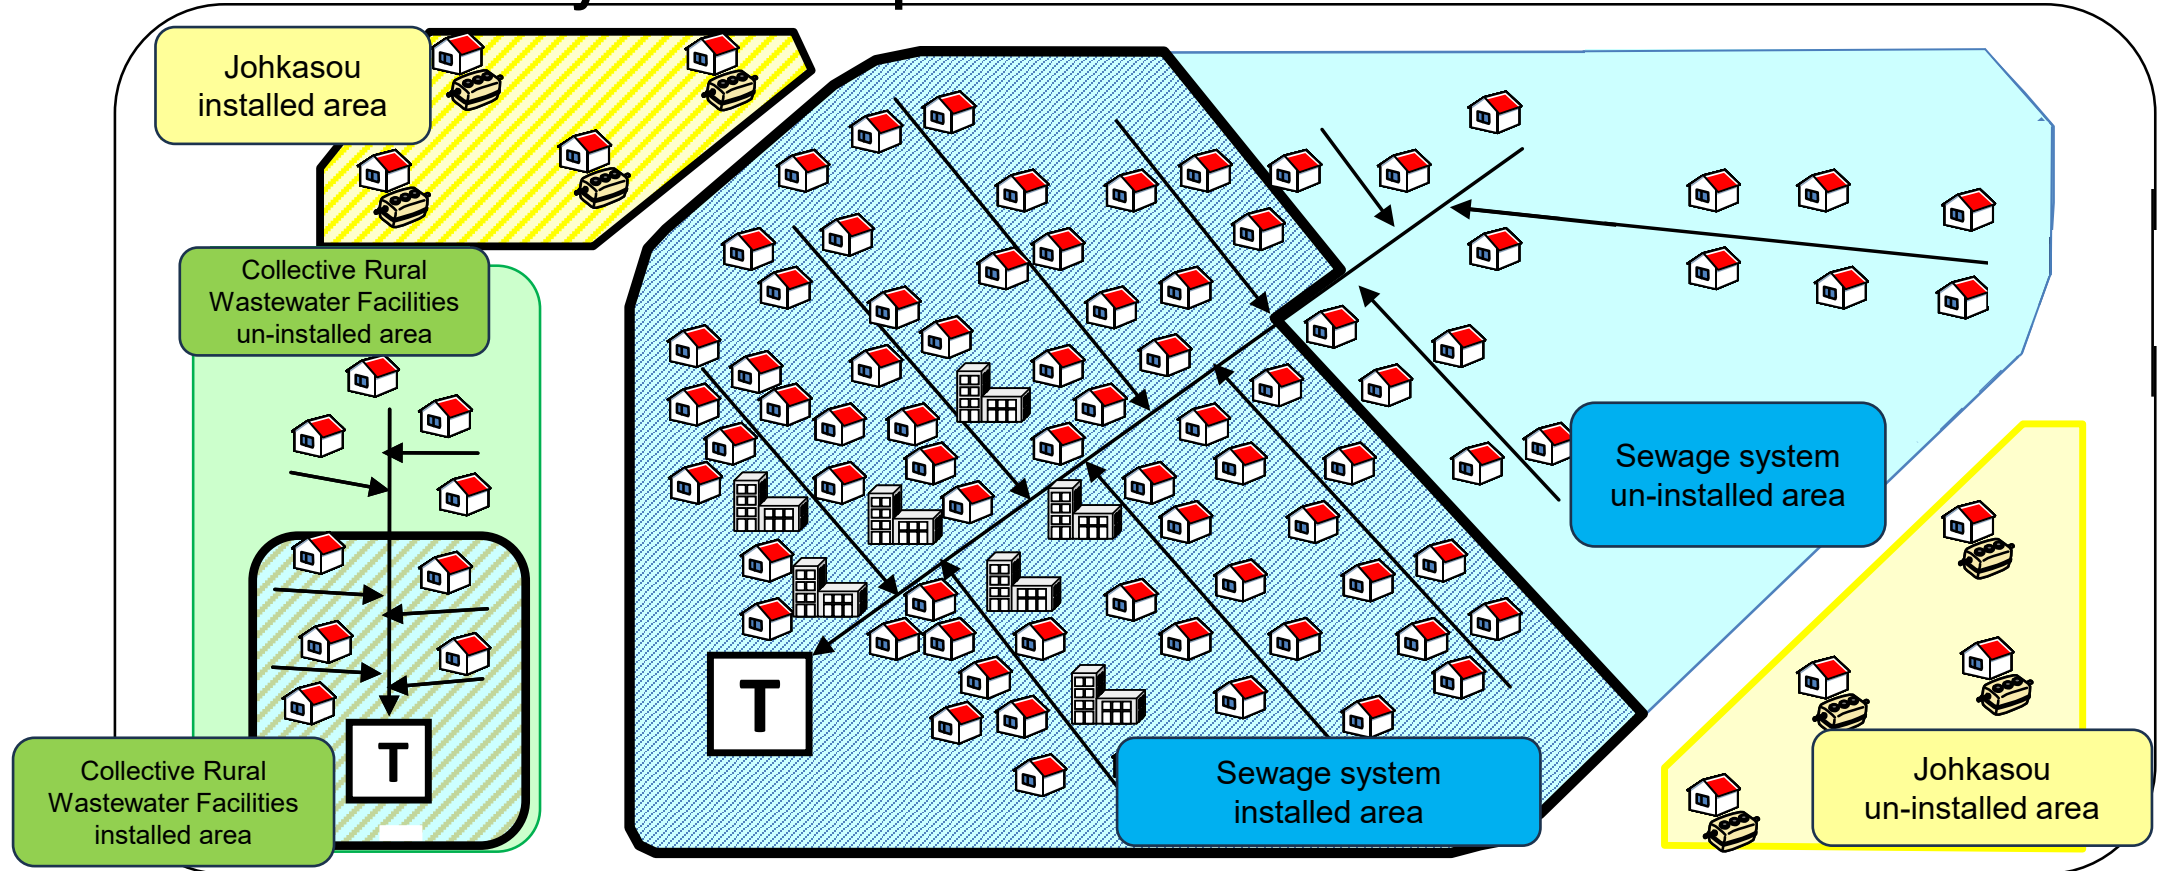 Johkasou
installed area
Collective Rural
Wastewater Facilities
un-installed area
Sewage system
un-installed area
T
T
Collective Rural
Wastewater Facilities
installed area
Sewage system
installed area
Johkasou
un-installed area